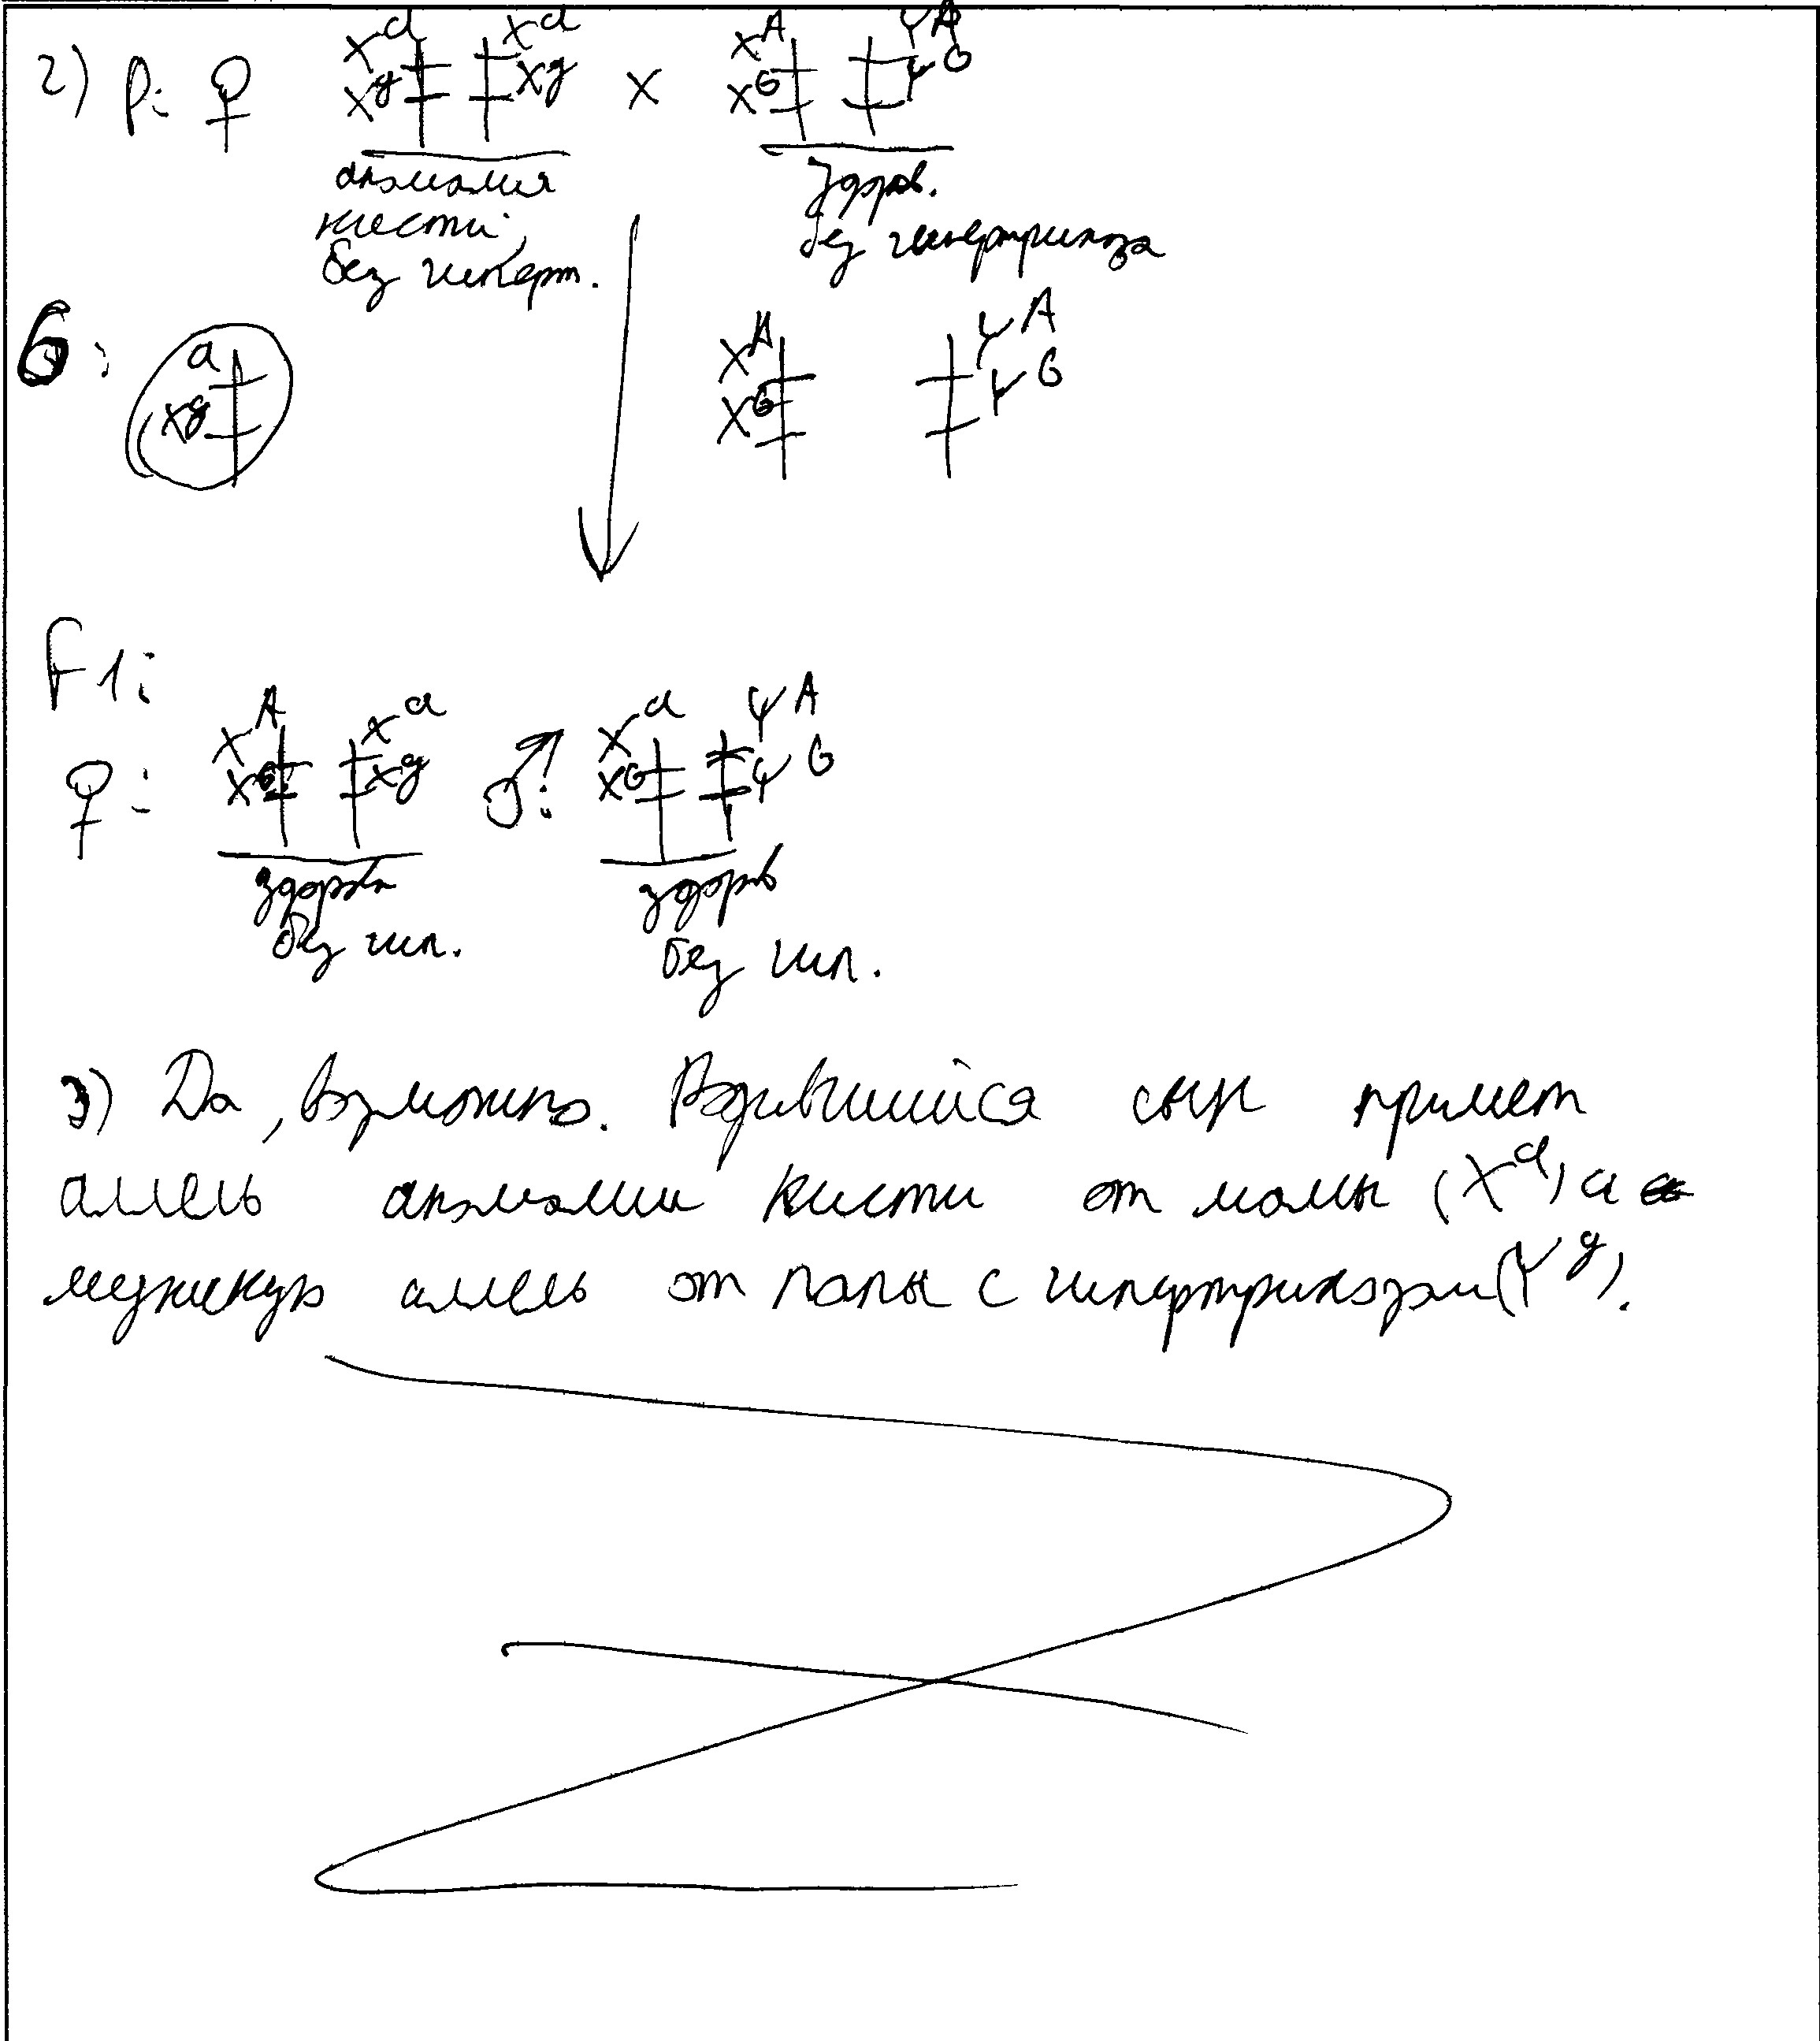 2) P: ♀ X^a X^a X^A Y^A
X^g X^g x X^G Y^G
аномалия здоров.
кисти, без гипертрихоза
без гиперт.
G: a X^A Y^A
X^g X^G Y^G
F1:
X^A X^a X^a Y^A
♀: X^G X^g ♂: X^G Y^G
здорова здоров
без гип. без гип.
3) Да, возможно. Родившийся сын примет
аллель аномалии кисти от мамы (X^a) а
мужскую аллель от папы с гипертрихозом (Y^g).